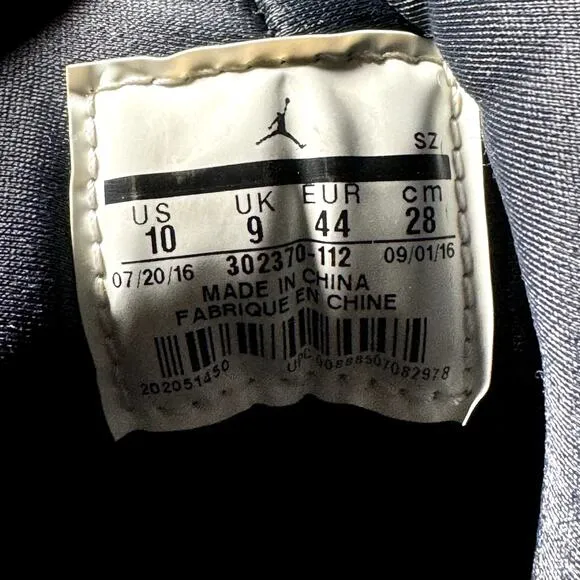 SZ
US UK EUR cm
10 9 44 28
07/20/16 302370-112 09/01/16
MADE IN CHINA
FABRIQUE EN CHINE
202051450 UPC: 00888507082978